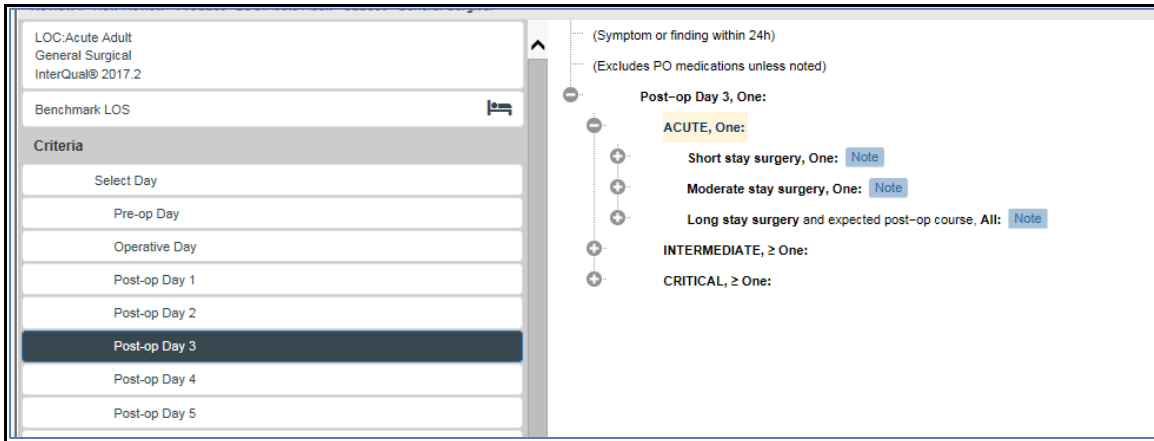 LOC:Acute Adult
General Surgical
InterQual® 2017.2
Benchmark LOS
Criteria
Select Day
Pre-op Day
Operative Day
Post-op Day 1
Post-op Day 2
Post-op Day 3
Post-op Day 4
Post-op Day 5
(Symptom or finding within 24h)
(Excludes PO medications unless noted)
Post-op Day 3, One:
ACUTE, One:
Short stay surgery, One: Note
Moderate stay surgery, One: Note
Long stay surgery and expected post-op course, All: Note
INTERMEDIATE, ≥ One:
CRITICAL, ≥ One: